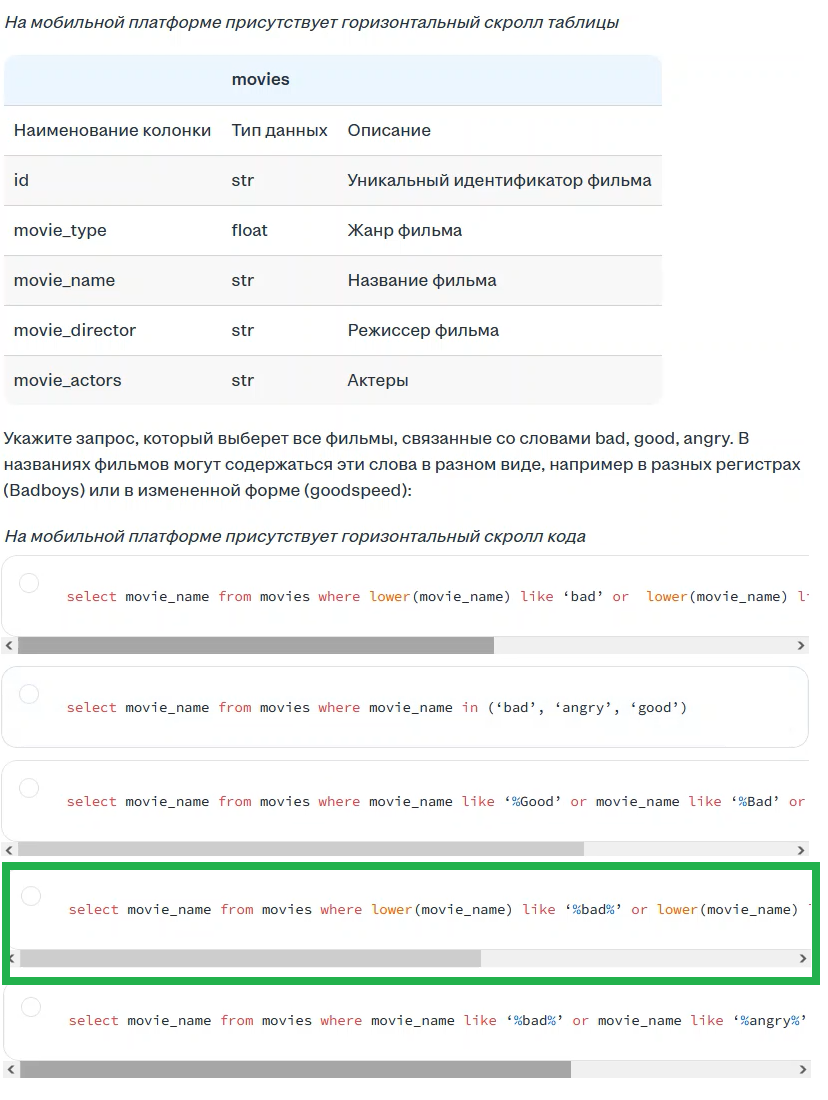 На мобильной платформе присутствует горизонтальный скролл таблицы
movies
Наименование колонки Тип данных Описание
id str Уникальный идентификатор фильма
movie_type float Жанр фильма
movie_name str Название фильма
movie_director str Режиссер фильма
movie_actors str Актеры
Укажите запрос, который выберет все фильмы, связанные со словами bad, good, angry. В
названиях фильмов могут содержаться эти слова в разном виде, например в разных регистрах
(Badboys) или в измененной форме (goodspeed):
На мобильной платформе присутствует горизонтальный скролл кода
select movie_name from movies where lower(movie_name) like ‘bad’ or  lower(movie_name) li
select movie_name from movies where movie_name in (‘bad’, ‘angry’, ‘good’)
select movie_name from movies where movie_name like ‘%Good’ or movie_name like ‘%Bad’ or
select movie_name from movies where lower(movie_name) like ‘%bad%’ or lower(movie_name)
select movie_name from movies where movie_name like ‘%bad%’ or movie_name like ‘%angry%’